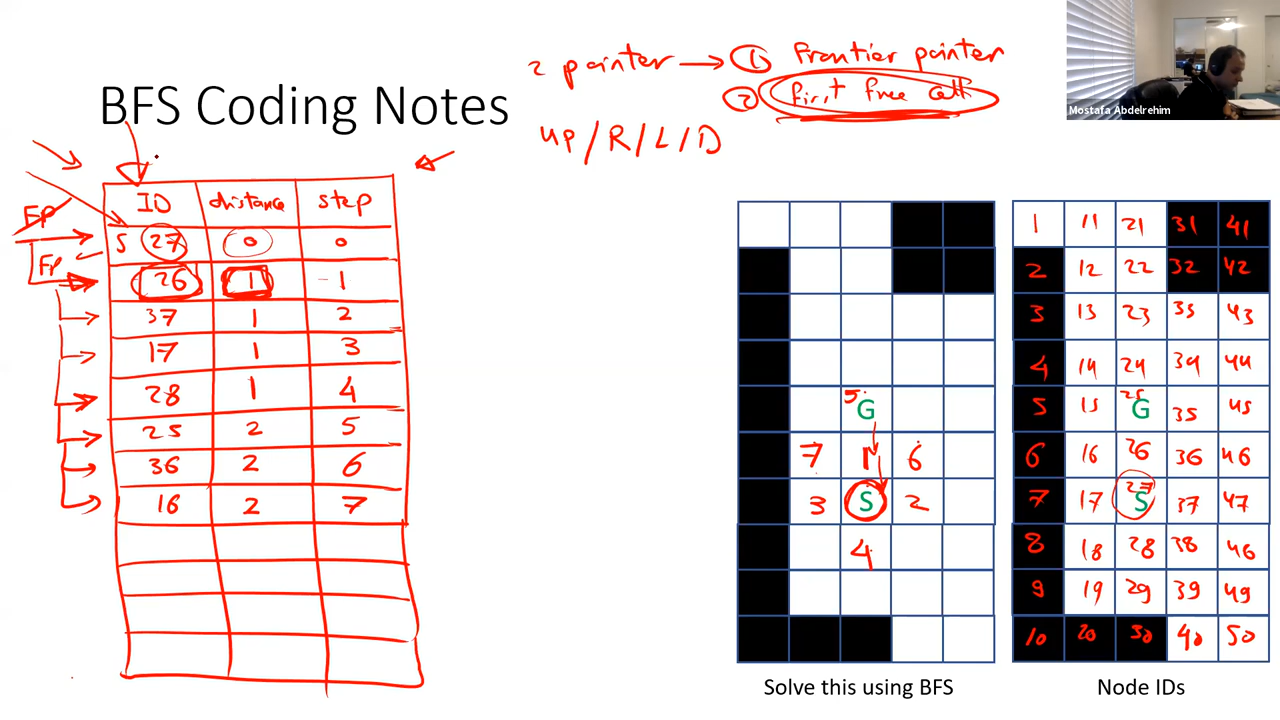 2 pointer → ① Frontier pointer
② first free cell
BFS Coding Notes
up / R / L / D
Mostafa Abdelrehim
ID distance step
FP
S 27 0 0
FP
26 1 1
37 1 2
17 1 3
28 1 4
25 2 5
36 2 6
16 2 7
5 G
7 1 6
3 S 2
4
Solve this using BFS
1 11 21 31 41
2 12 22 32 42
3 13 23 33 43
4 14 24 34 44
5 15 25 G 35 45
6 16 26 36 46
7 17 27 S 37 47
8 18 28 38 46
9 19 29 39 49
10 20 30 40 50
Node IDs